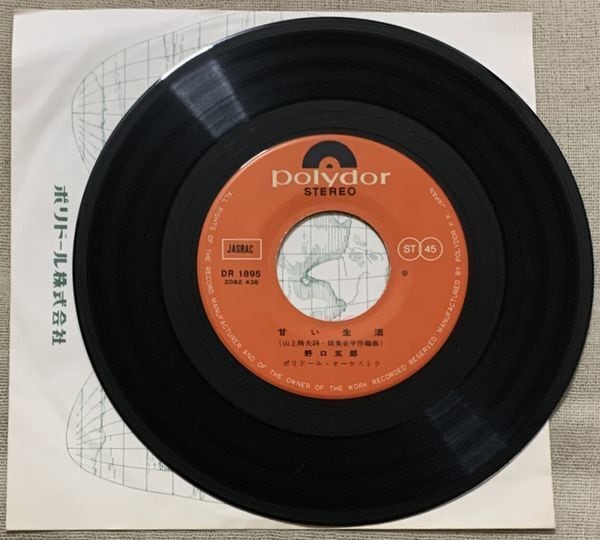 ポリドール株式会社
polydor
STEREO
JASRAC
DR 1895
2082 436
ST 45
甘い生活
(山上路夫詞・筒美京平作編曲)
野口五郎
ポリドール・オーケストラ
ALL RIGHTS OF THE RECORD MANUFACTURER AND OF THE OWNER OF THE WORK RECORDED RESERVED. MANUFACTURED BY POLYDOR K.K. JAPAN